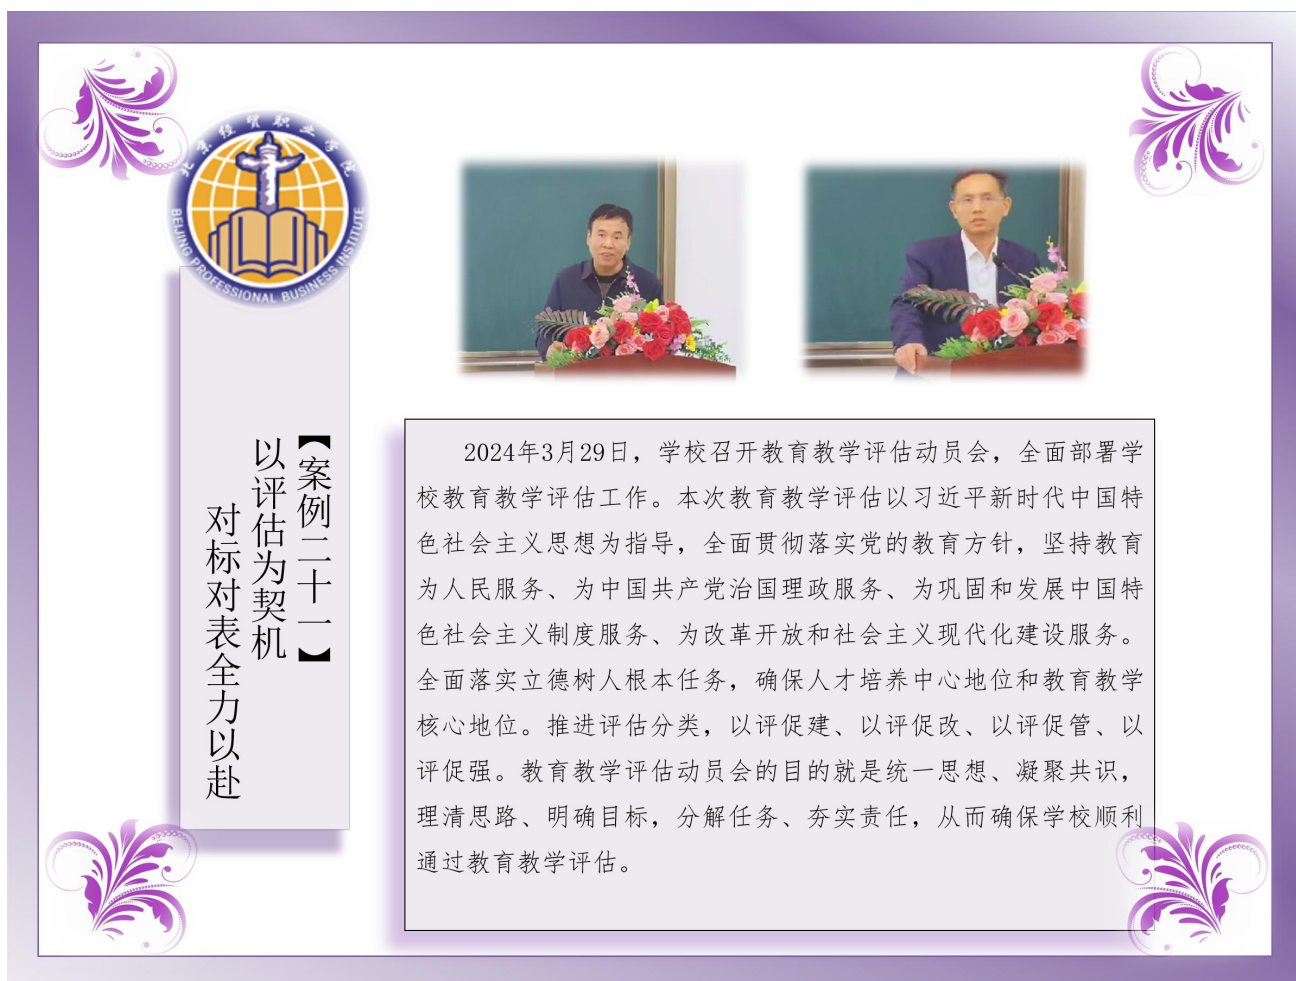 北京经贸职业学院
BEIJING PROFESSIONAL BUSINESS INSTITUTE
【案例二十一】
以评估为契机
对标对表全力以赴
2024年3月29日，学校召开教育教学评估动员会，全面部署学
校教育教学评估工作。本次教育教学评估以习近平新时代中国特
色社会主义思想为指导，全面贯彻落实党的教育方针，坚持教育
为人民服务、为中国共产党治国理政服务、为巩固和发展中国特
色社会主义制度服务、为改革开放和社会主义现代化建设服务。
全面落实立德树人根本任务，确保人才培养中心地位和教育教学
核心地位。推进评估分类，以评促建、以评促改、以评促管、以
评促强。教育教学评估动员会的目的就是统一思想、凝聚共识，
理清思路、明确目标，分解任务、夯实责任，从而确保学校顺利
通过教育教学评估。